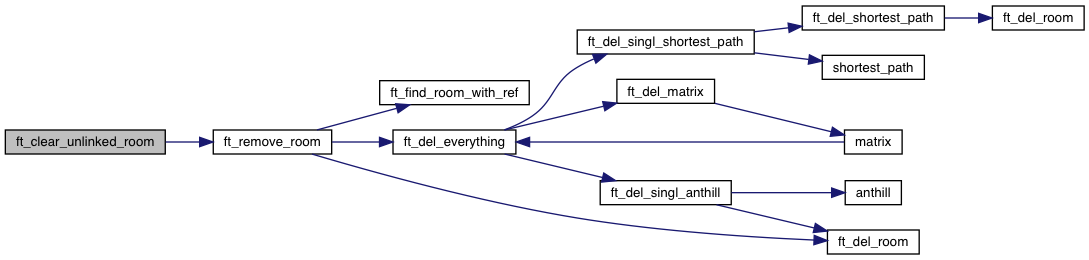 ft_clear_unlinked_room
ft_remove_room
ft_find_room_with_ref
ft_del_everything
ft_del_singl_shortest_path
ft_del_matrix
ft_del_singl_anthill
ft_del_shortest_path
shortest_path
matrix
anthill
ft_del_room
ft_del_room